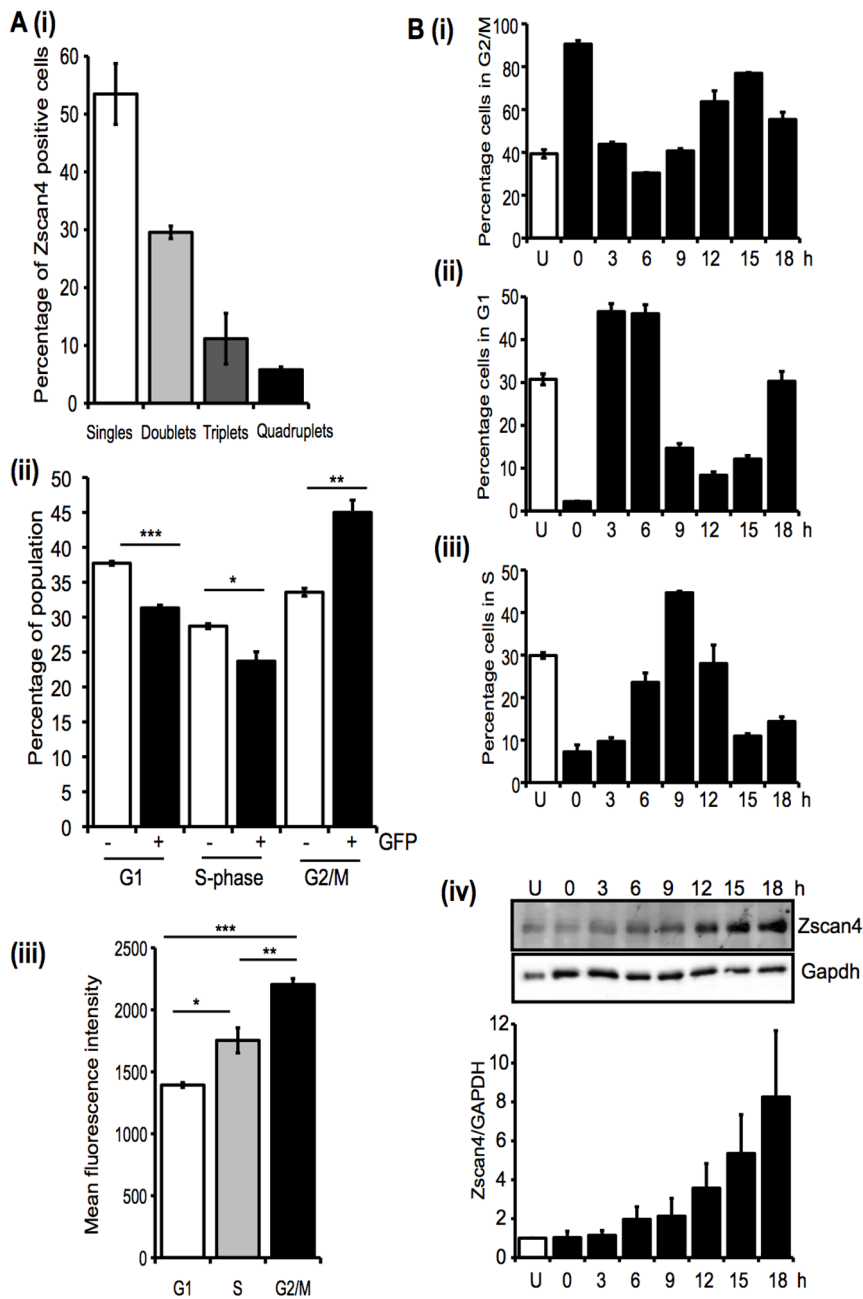 A (i)
Percentage of Zscan4 positive cells
60
50
40
30
20
10
0
Singles Doublets Triplets Quadruplets
(ii)
Percentage of population
50
45
40
35
30
25
20
15
10
5
0
***
*
**
- + - + - + GFP
G1 S-phase G2/M
(iii)
Mean fluorescence intensity
2500
2200
1900
1600
1300
1000
***
**
*
G1 S G2/M
B (i)
Percentage cells in G2/M
100
80
60
40
20
0
U 0 3 6 9 12 15 18 h
(ii)
Percentage cells in G1
50
40
30
20
10
0
U 0 3 6 9 12 15 18 h
(iii)
Percentage cells in S
50
40
30
20
10
0
U 0 3 6 9 12 15 18 h
(iv)
U 0 3 6 9 12 15 18 h
Zscan4
Gapdh
Zscan4/GAPDH
12
10
8
6
4
2
0
U 0 3 6 9 12 15 18 h